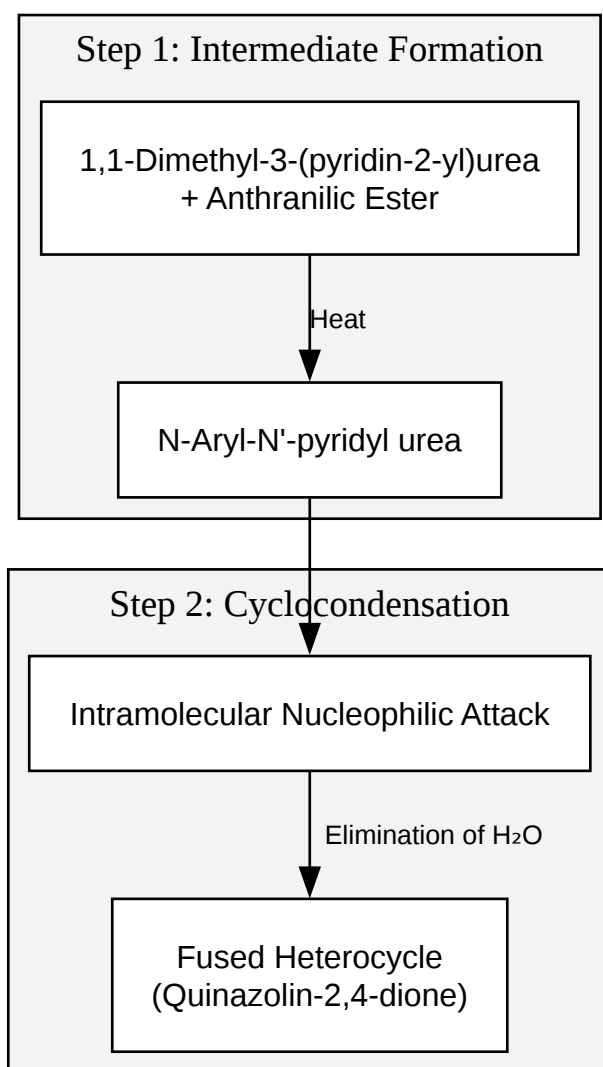 Step 1: Intermediate Formation
1,1-Dimethyl-3-(pyridin-2-yl)urea
+ Anthranilic Ester
Heat
N-Aryl-N'-pyridyl urea
Step 2: Cyclocondensation
Intramolecular Nucleophilic Attack
Elimination of H₂O
Fused Heterocycle
(Quinazolin-2,4-dione)